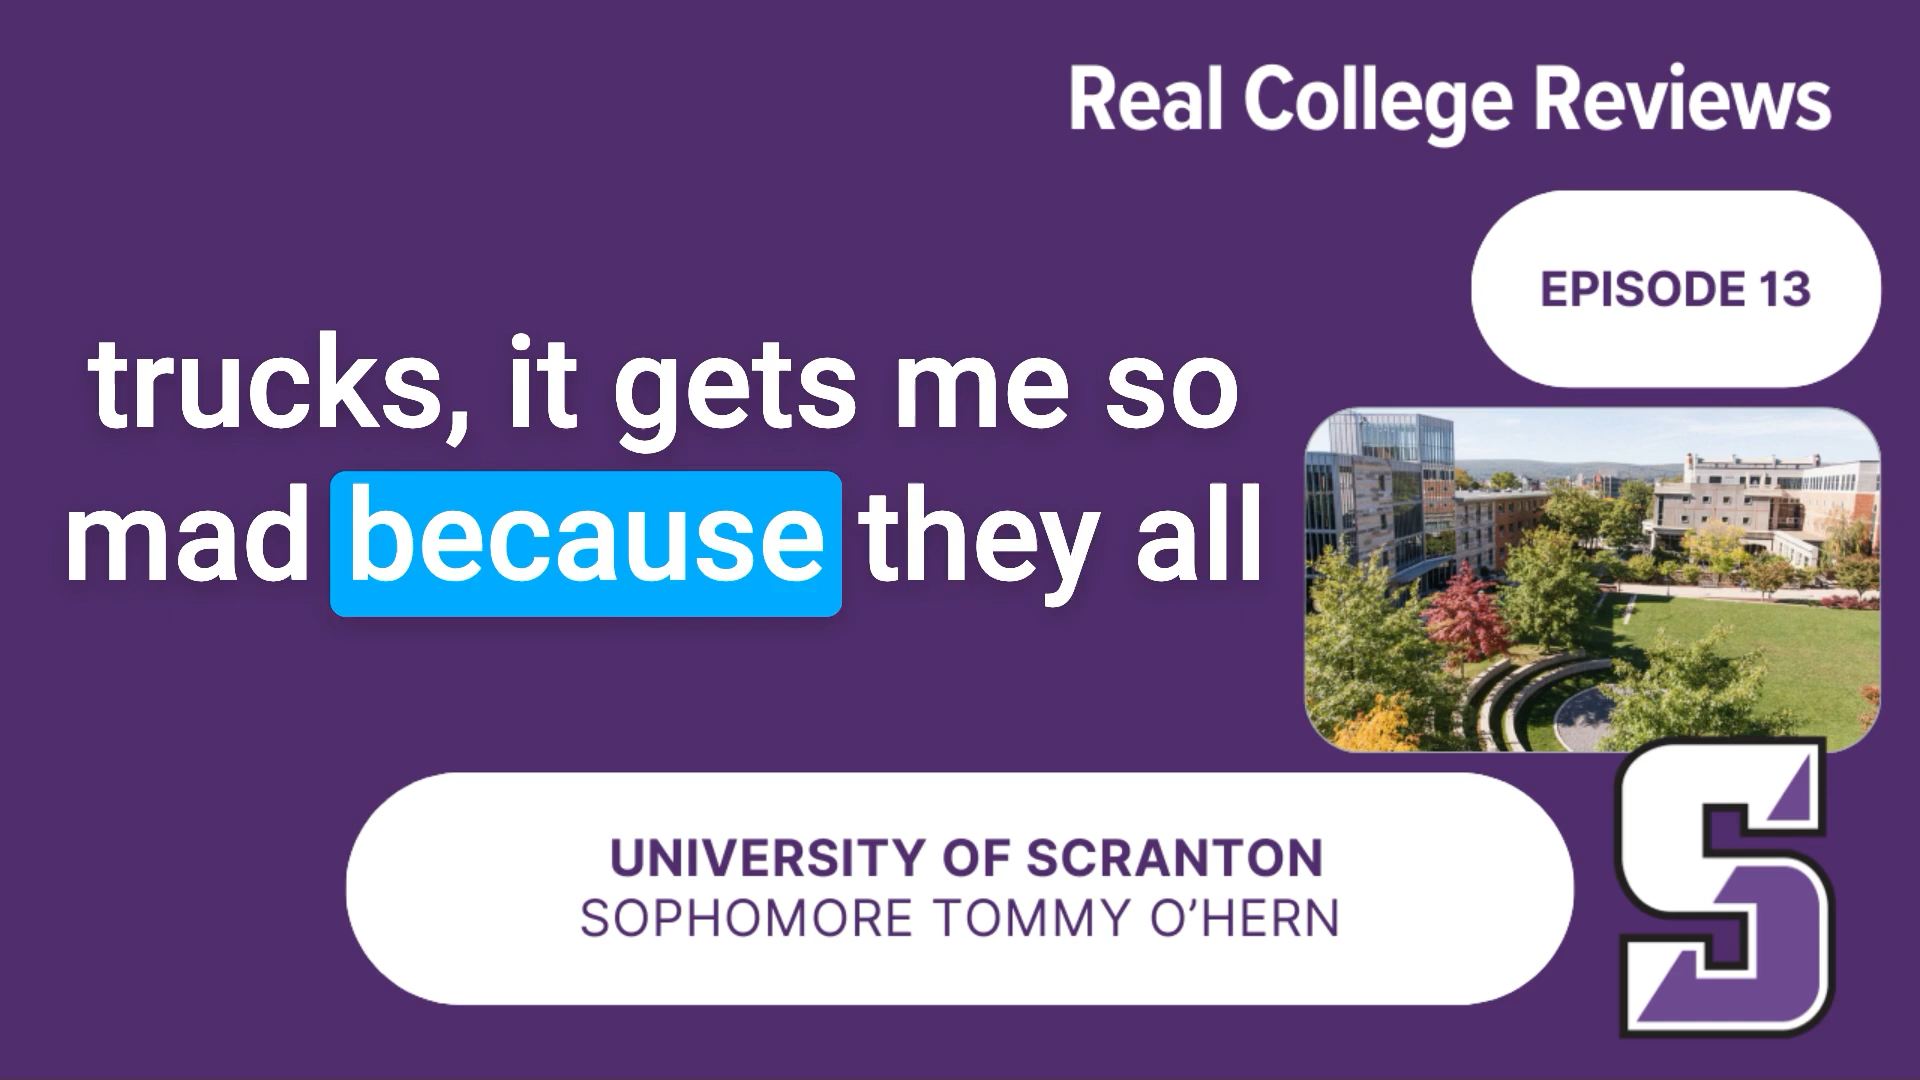 Real College Reviews
EPISODE 13
trucks, it gets me so
mad because they all
UNIVERSITY OF SCRANTON
SOPHOMORE TOMMY O’HERN
S